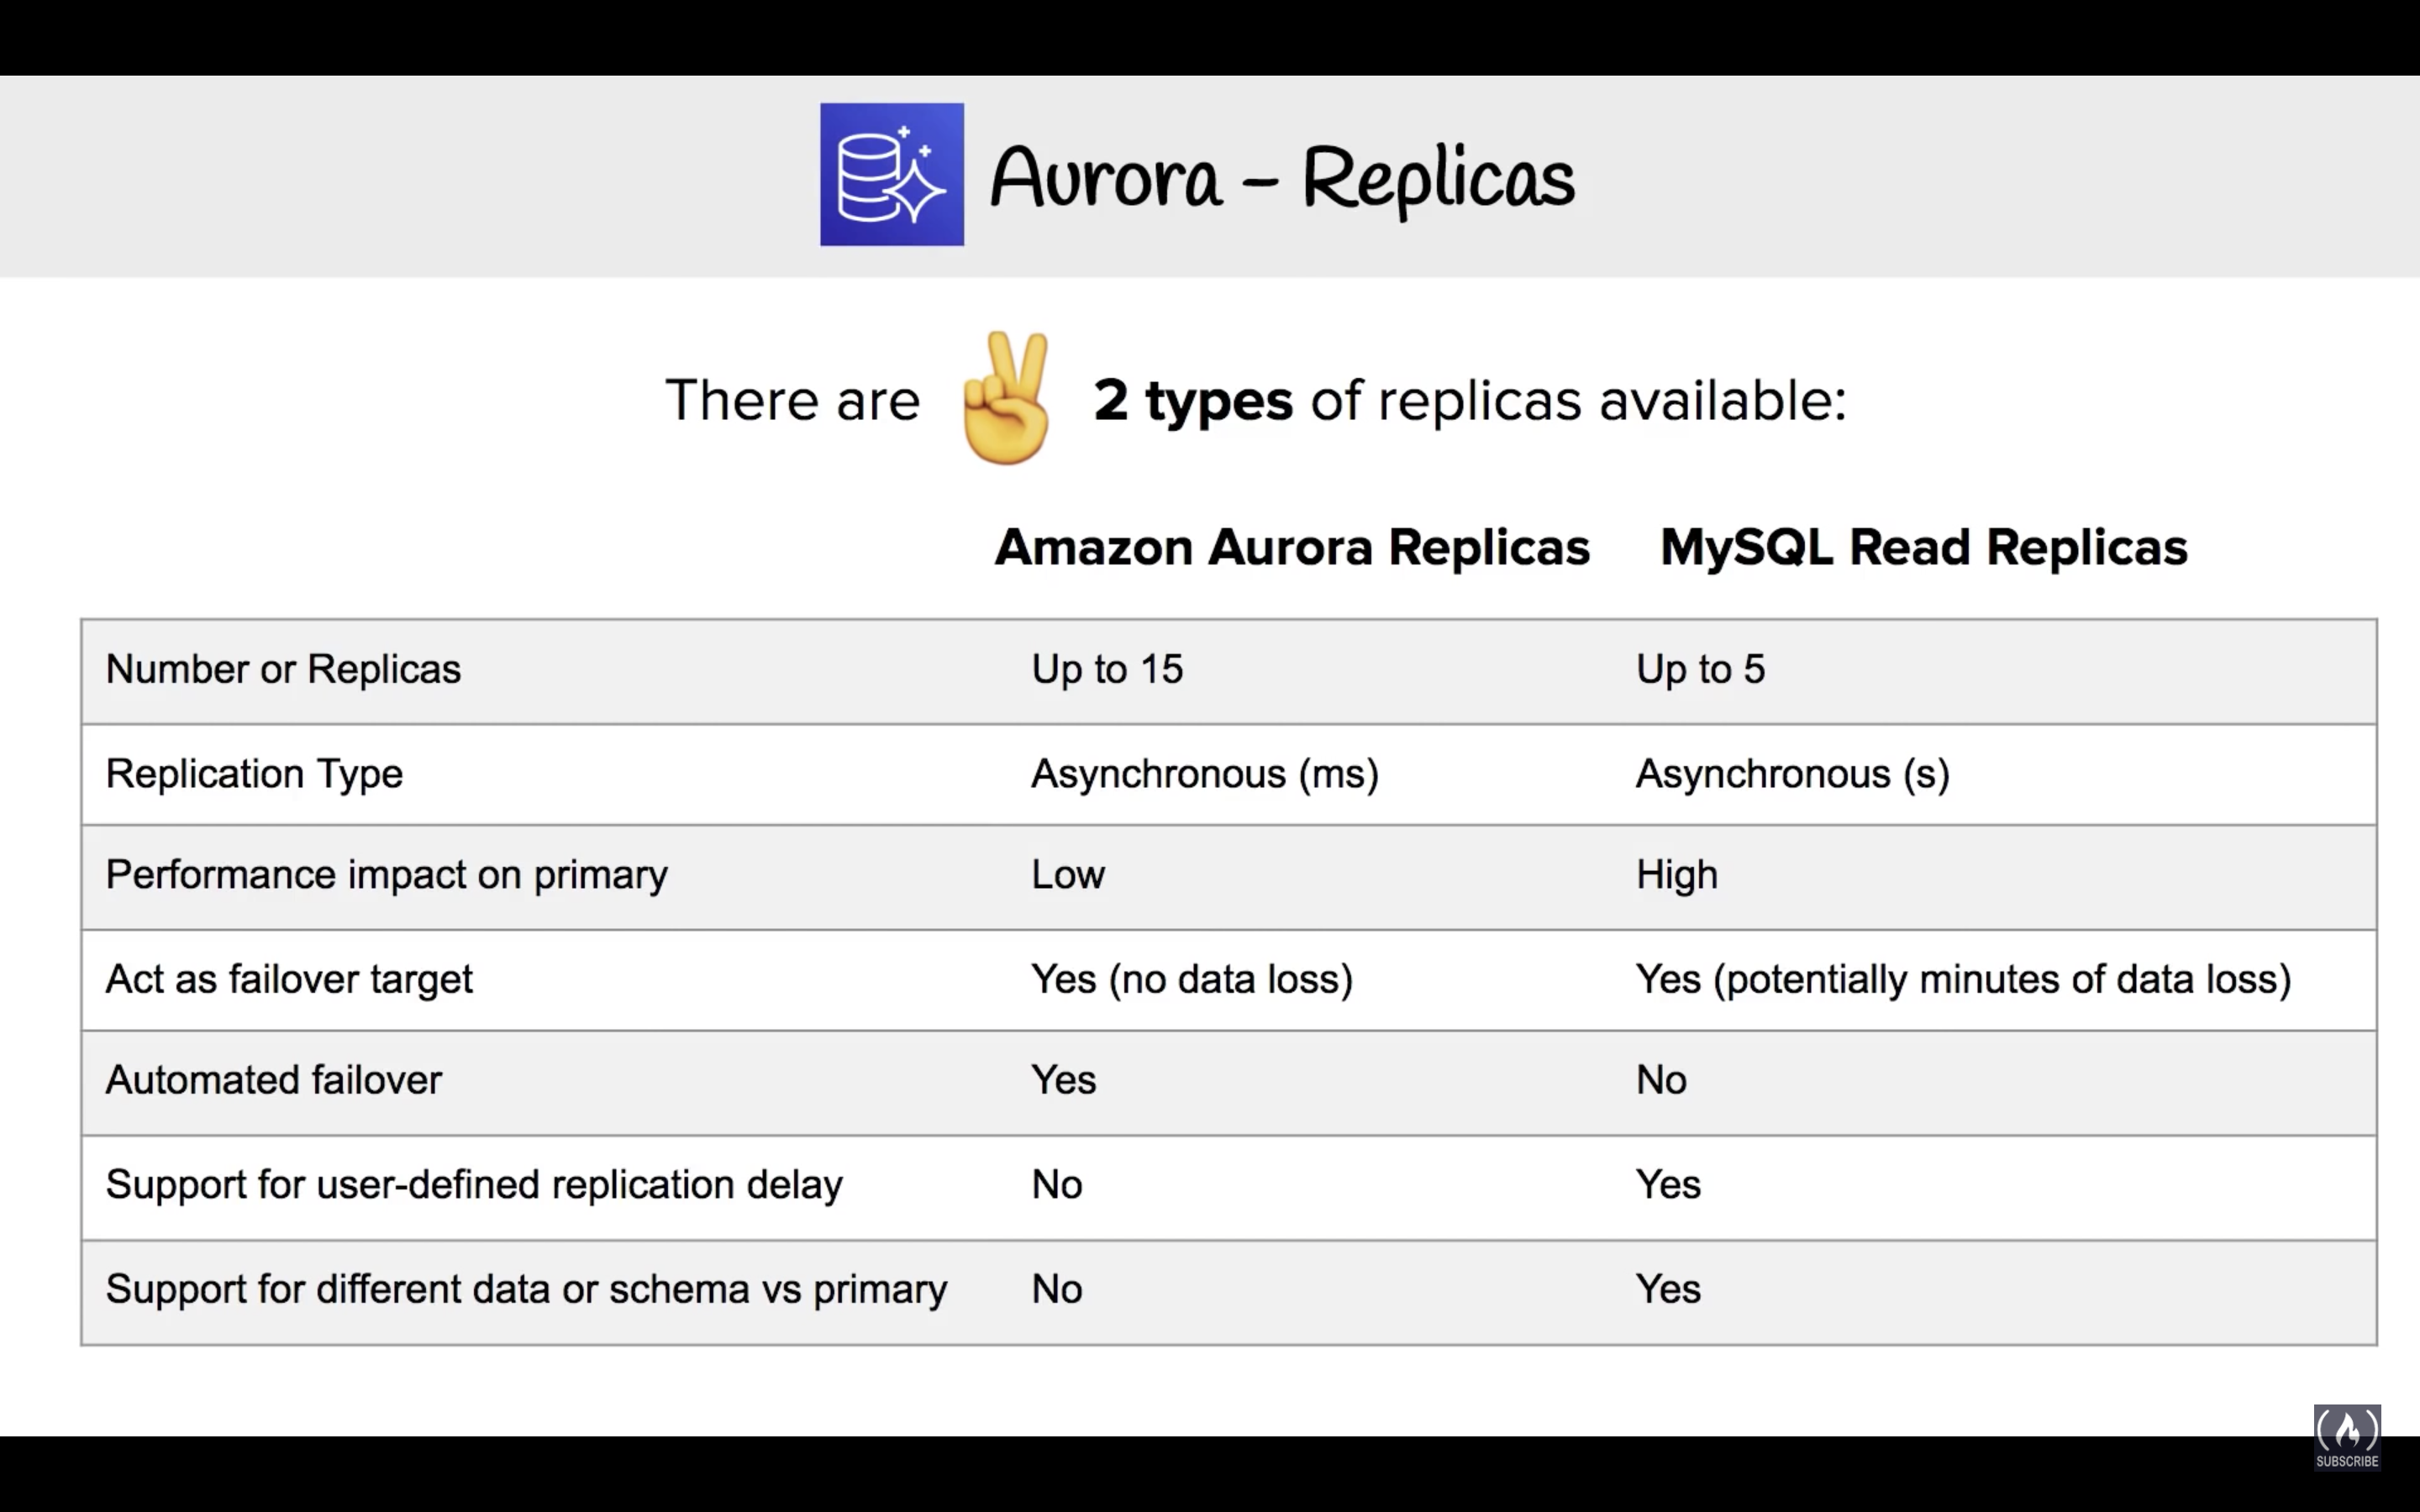 Aurora – Replicas
There are ✌️ 2 types of replicas available:
Amazon Aurora Replicas MySQL Read Replicas
Number or Replicas Up to 15 Up to 5
Replication Type Asynchronous (ms) Asynchronous (s)
Performance impact on primary Low High
Act as failover target Yes (no data loss) Yes (potentially minutes of data loss)
Automated failover Yes No
Support for user-defined replication delay No Yes
Support for different data or schema vs primary No Yes
SUBSCRIBE